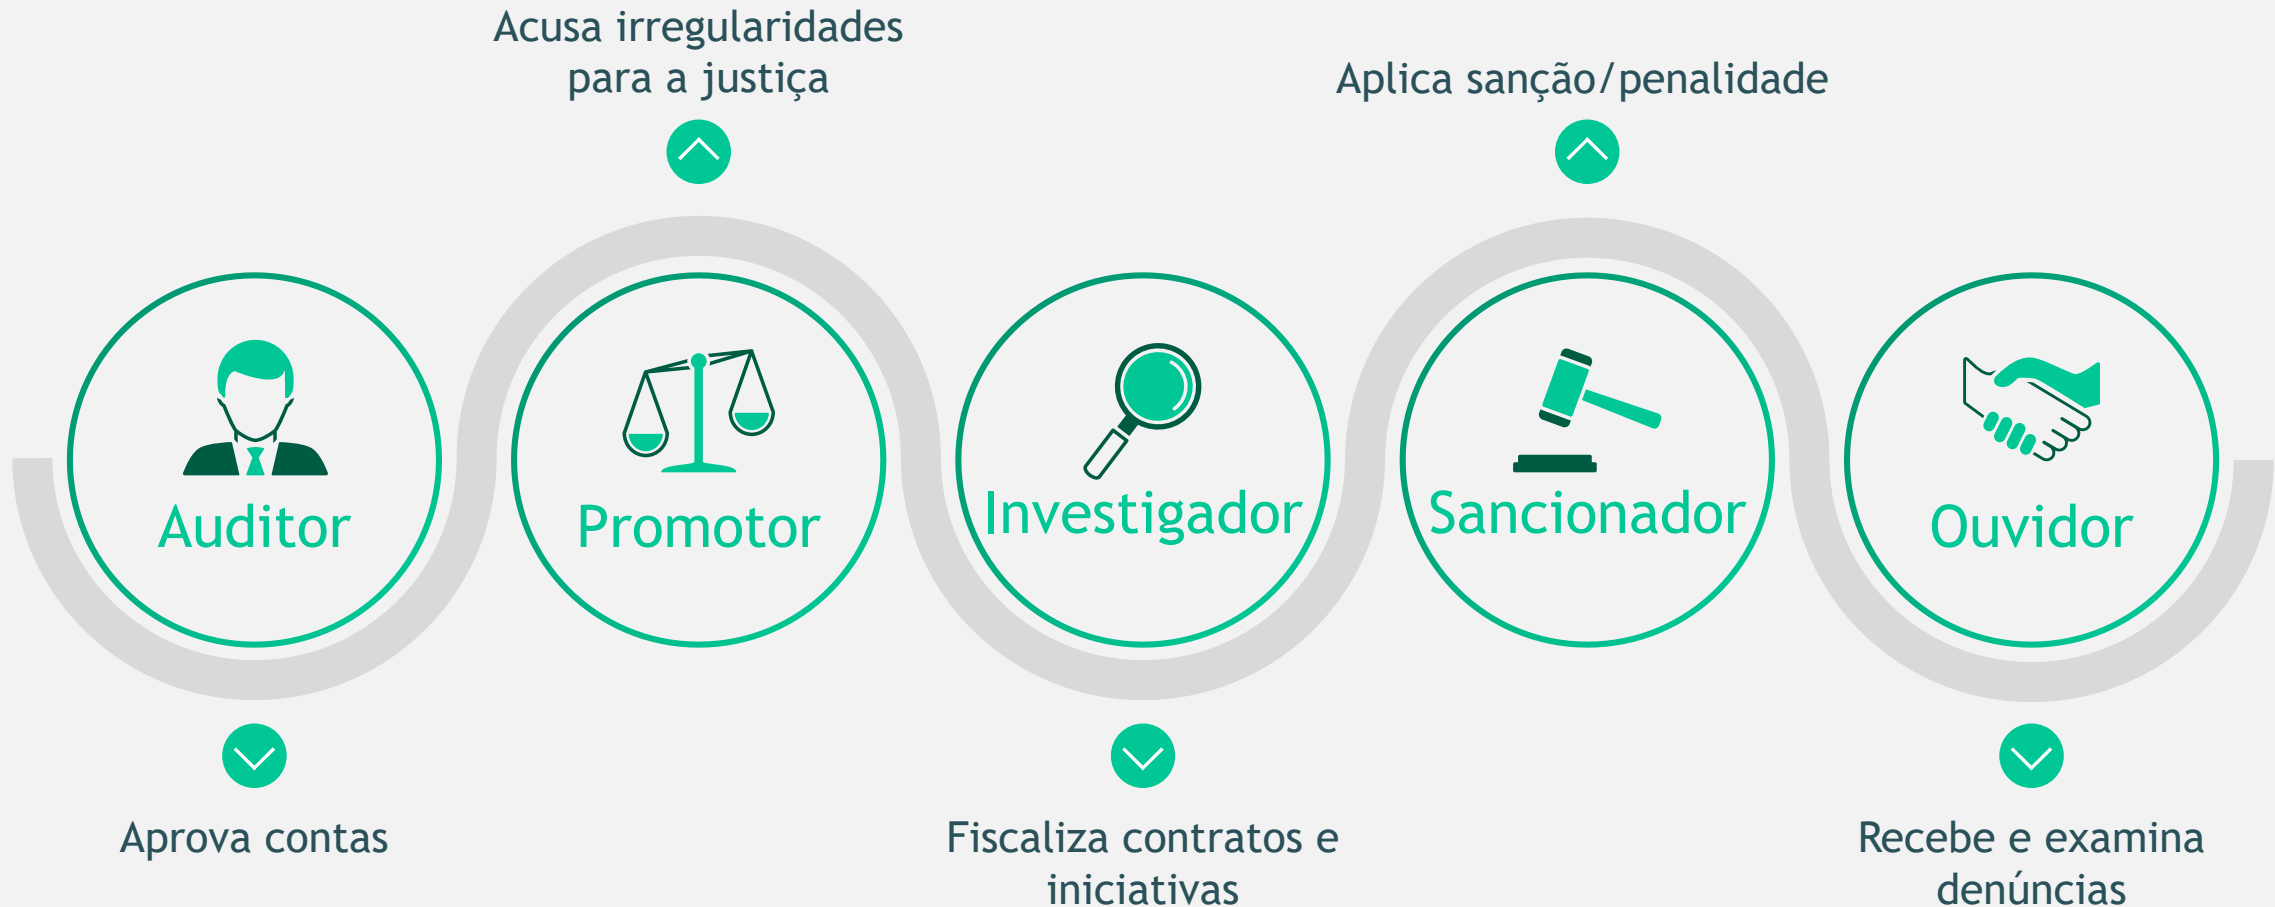 Acusa irregularidades
para a justiça
Aplica sanção/penalidade
Auditor
Promotor
Investigador
Sancionador
Ouvidor
Aprova contas
Fiscaliza contratos e
iniciativas
Recebe e examina
denúncias